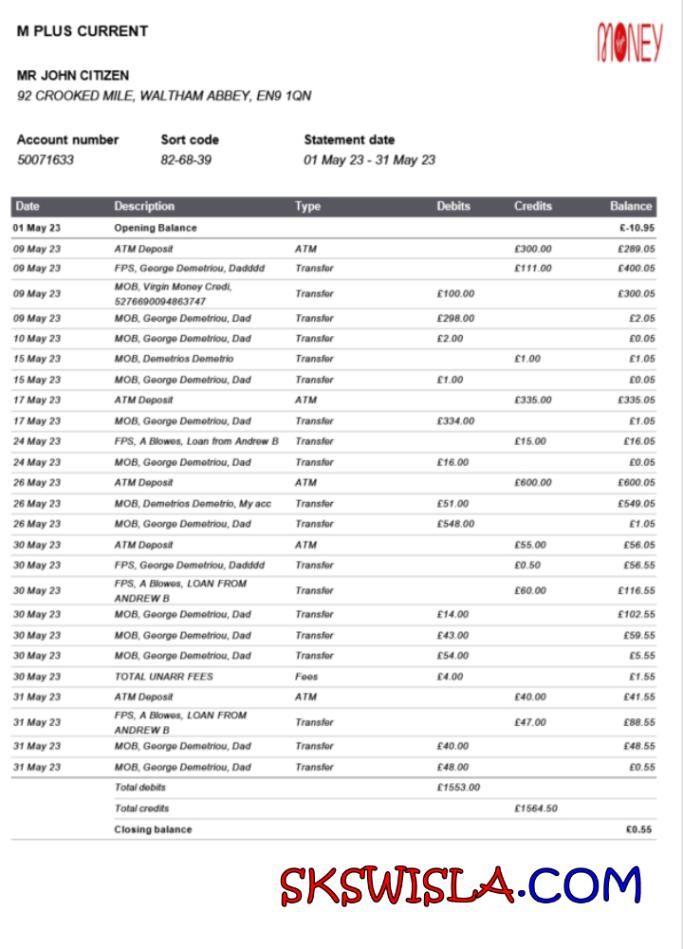 M PLUS CURRENT
MONEY
MR JOHN CITIZEN
92 CROOKED MILE, WALTHAM ABBEY, EN9 1QN
Account number Sort code Statement date
50071633 82-68-39 01 May 23 - 31 May 23
Date Description Type Debits Credits Balance
01 May 23 Opening Balance £-10.95
09 May 23 ATM Deposit ATM £300.00 £289.05
09 May 23 FPS, George Demetriou, Dadddd Transfer £111.00 £400.05
09 May 23 MOB, Virgin Money Credi, Transfer £100.00 £300.05
5276690094863747
09 May 23 MOB, George Demetriou, Dad Transfer £298.00 £2.05
10 May 23 MOB, George Demetriou, Dad Transfer £2.00 £0.05
15 May 23 MOB, Demetrios Demetrio Transfer £1.00 £1.05
15 May 23 MOB, George Demetriou, Dad Transfer £1.00 £0.05
17 May 23 ATM Deposit ATM £335.00 £335.05
17 May 23 MOB, George Demetriou, Dad Transfer £334.00 £1.05
24 May 23 FPS, A Blowes, Loan from Andrew B Transfer £15.00 £16.05
24 May 23 MOB, George Demetriou, Dad Transfer £16.00 £0.05
26 May 23 ATM Deposit ATM £600.00 £600.05
26 May 23 MOB, Demetrios Demetrio, My acc Transfer £51.00 £549.05
26 May 23 MOB, George Demetriou, Dad Transfer £548.00 £1.05
30 May 23 ATM Deposit ATM £55.00 £56.05
30 May 23 FPS, George Demetriou, Dadddd Transfer £0.50 £56.55
30 May 23 FPS, A Blowes, LOAN FROM Transfer £60.00 £116.55
ANDREW B
30 May 23 MOB, George Demetriou, Dad Transfer £14.00 £102.55
30 May 23 MOB, George Demetriou, Dad Transfer £43.00 £59.55
30 May 23 MOB, George Demetriou, Dad Transfer £54.00 £5.55
30 May 23 TOTAL UNARR FEES Fees £4.00 £1.55
31 May 23 ATM Deposit ATM £40.00 £41.55
31 May 23 FPS, A Blowes, LOAN FROM Transfer £47.00 £88.55
ANDREW B
31 May 23 MOB, George Demetriou, Dad Transfer £40.00 £48.55
31 May 23 MOB, George Demetriou, Dad Transfer £48.00 £0.55
Total debits £1553.00
Total credits £1564.50
Closing balance £0.55
SKSWISLA.COM